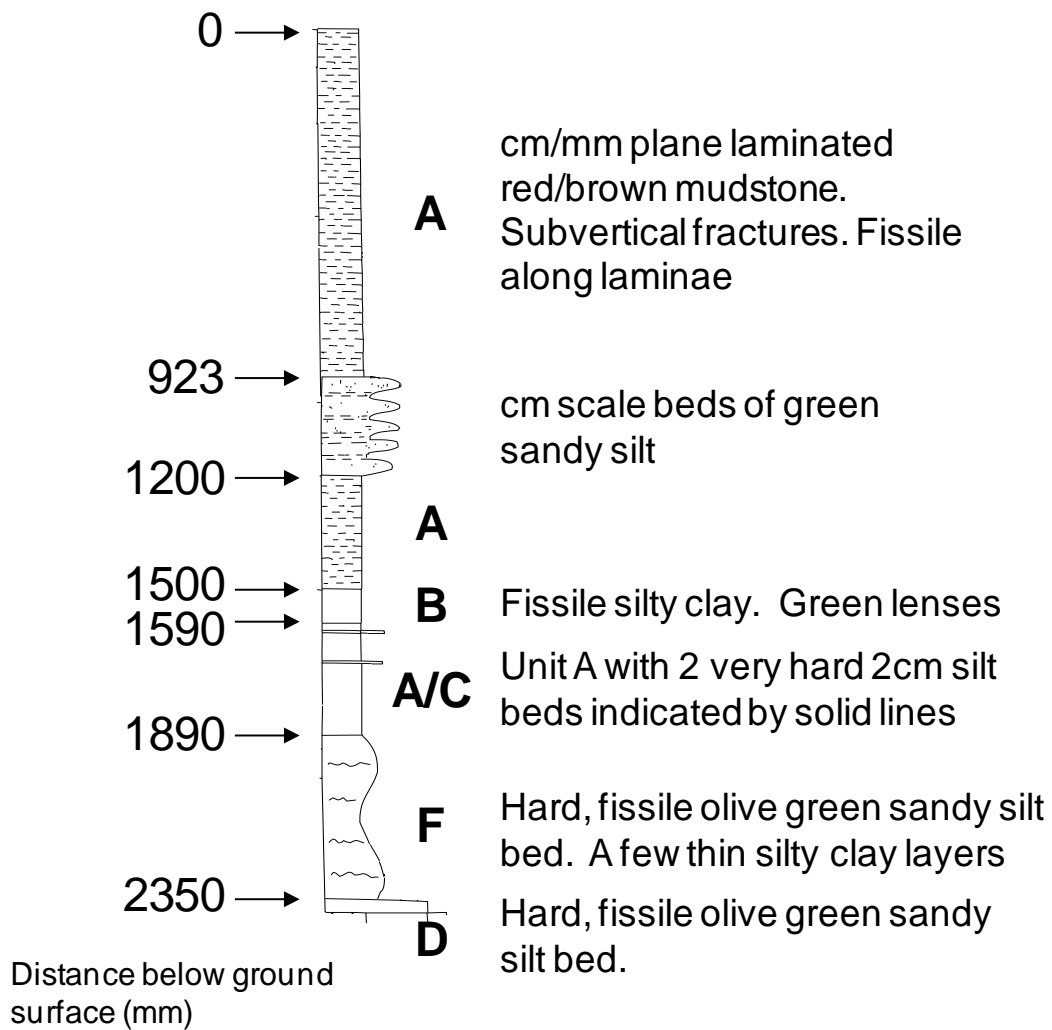 0
cm/mm plane laminated
red/brown mudstone.
A
Subvertical fractures. Fissile
along laminae
923
cm scale beds of green
sandy silt
1200
A
1500
B
Fissile silty clay. Green lenses
1590
Unit A with 2 very hard 2cm silt
A/C
beds indicated by solid lines
1890
Hard, fissile olive green sandy silt
F
bed. A few thin silty clay layers
2350
Hard, fissile olive green sandy
D
silt bed.
Distance below ground
surface (mm)